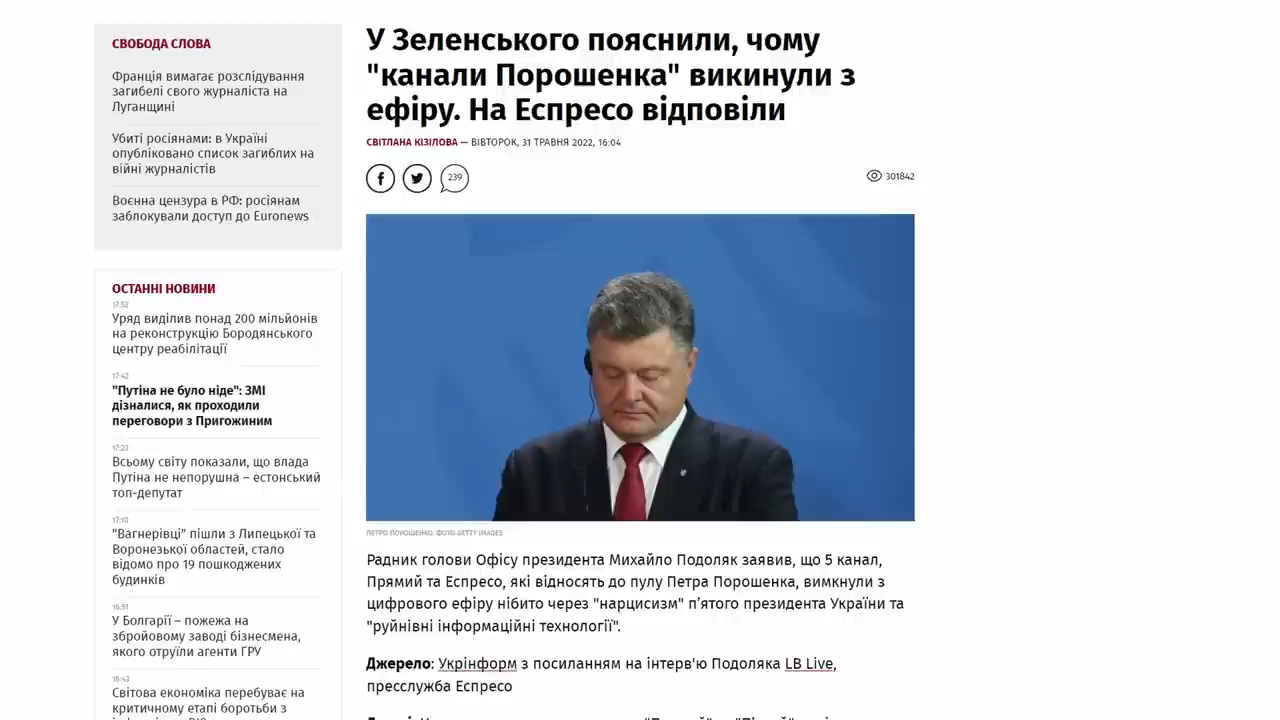 СВОБОДА СЛОВА
Франція вимагає розслідування
загибелі свого журналіста на
Луганщині
Убиті росіянами: в Україні
опубліковано список загиблих на
війні журналістів
Воєнна цензура в РФ: росіянам
заблокували доступ до Euronews
ОСТАННІ НОВИНИ
17:52
Уряд виділив понад 200 мільйонів
на реконструкцію Бородянського
центру реабілітації
17:42
"Путіна не було ніде": ЗМІ
дізналися, як проходили
переговори з Пригожиним
17:23
Всьому світу показали, що влада
Путіна не непорушна – естонський
топ-депутат
17:10
"Вагнерівці" пішли з Липецької та
Воронезької областей, стало
відомо про 19 пошкоджених
будинків
16:51
У Болгарії – пожежа на
збройовому заводі бізнесмена,
якого отруїли агенти ГРУ
16:43
Світова економіка перебуває на
критичному етапі боротьби з
У Зеленського пояснили, чому
"канали Порошенка" викинули з
ефіру. На Еспресо відповіли
СВІТЛАНА КІЗІЛОВА — ВІВТОРОК, 31 ТРАВНЯ 2022, 16:04
239
301842
ПЕТРО ПОРОШЕНКО. ФОТО GETTY IMAGES
Радник голови Офісу президента Михайло Подоляк заявив, що 5 канал,
Прямий та Еспресо, які відносять до пулу Петра Порошенка, вимкнули з
цифрового ефіру нібито через "нарцисизм" п’ятого президента України та
"руйнівні інформаційні технології".
Джерело: Укрінформ з посиланням на інтерв'ю Подоляка LB Live,
пресслужба Еспресо